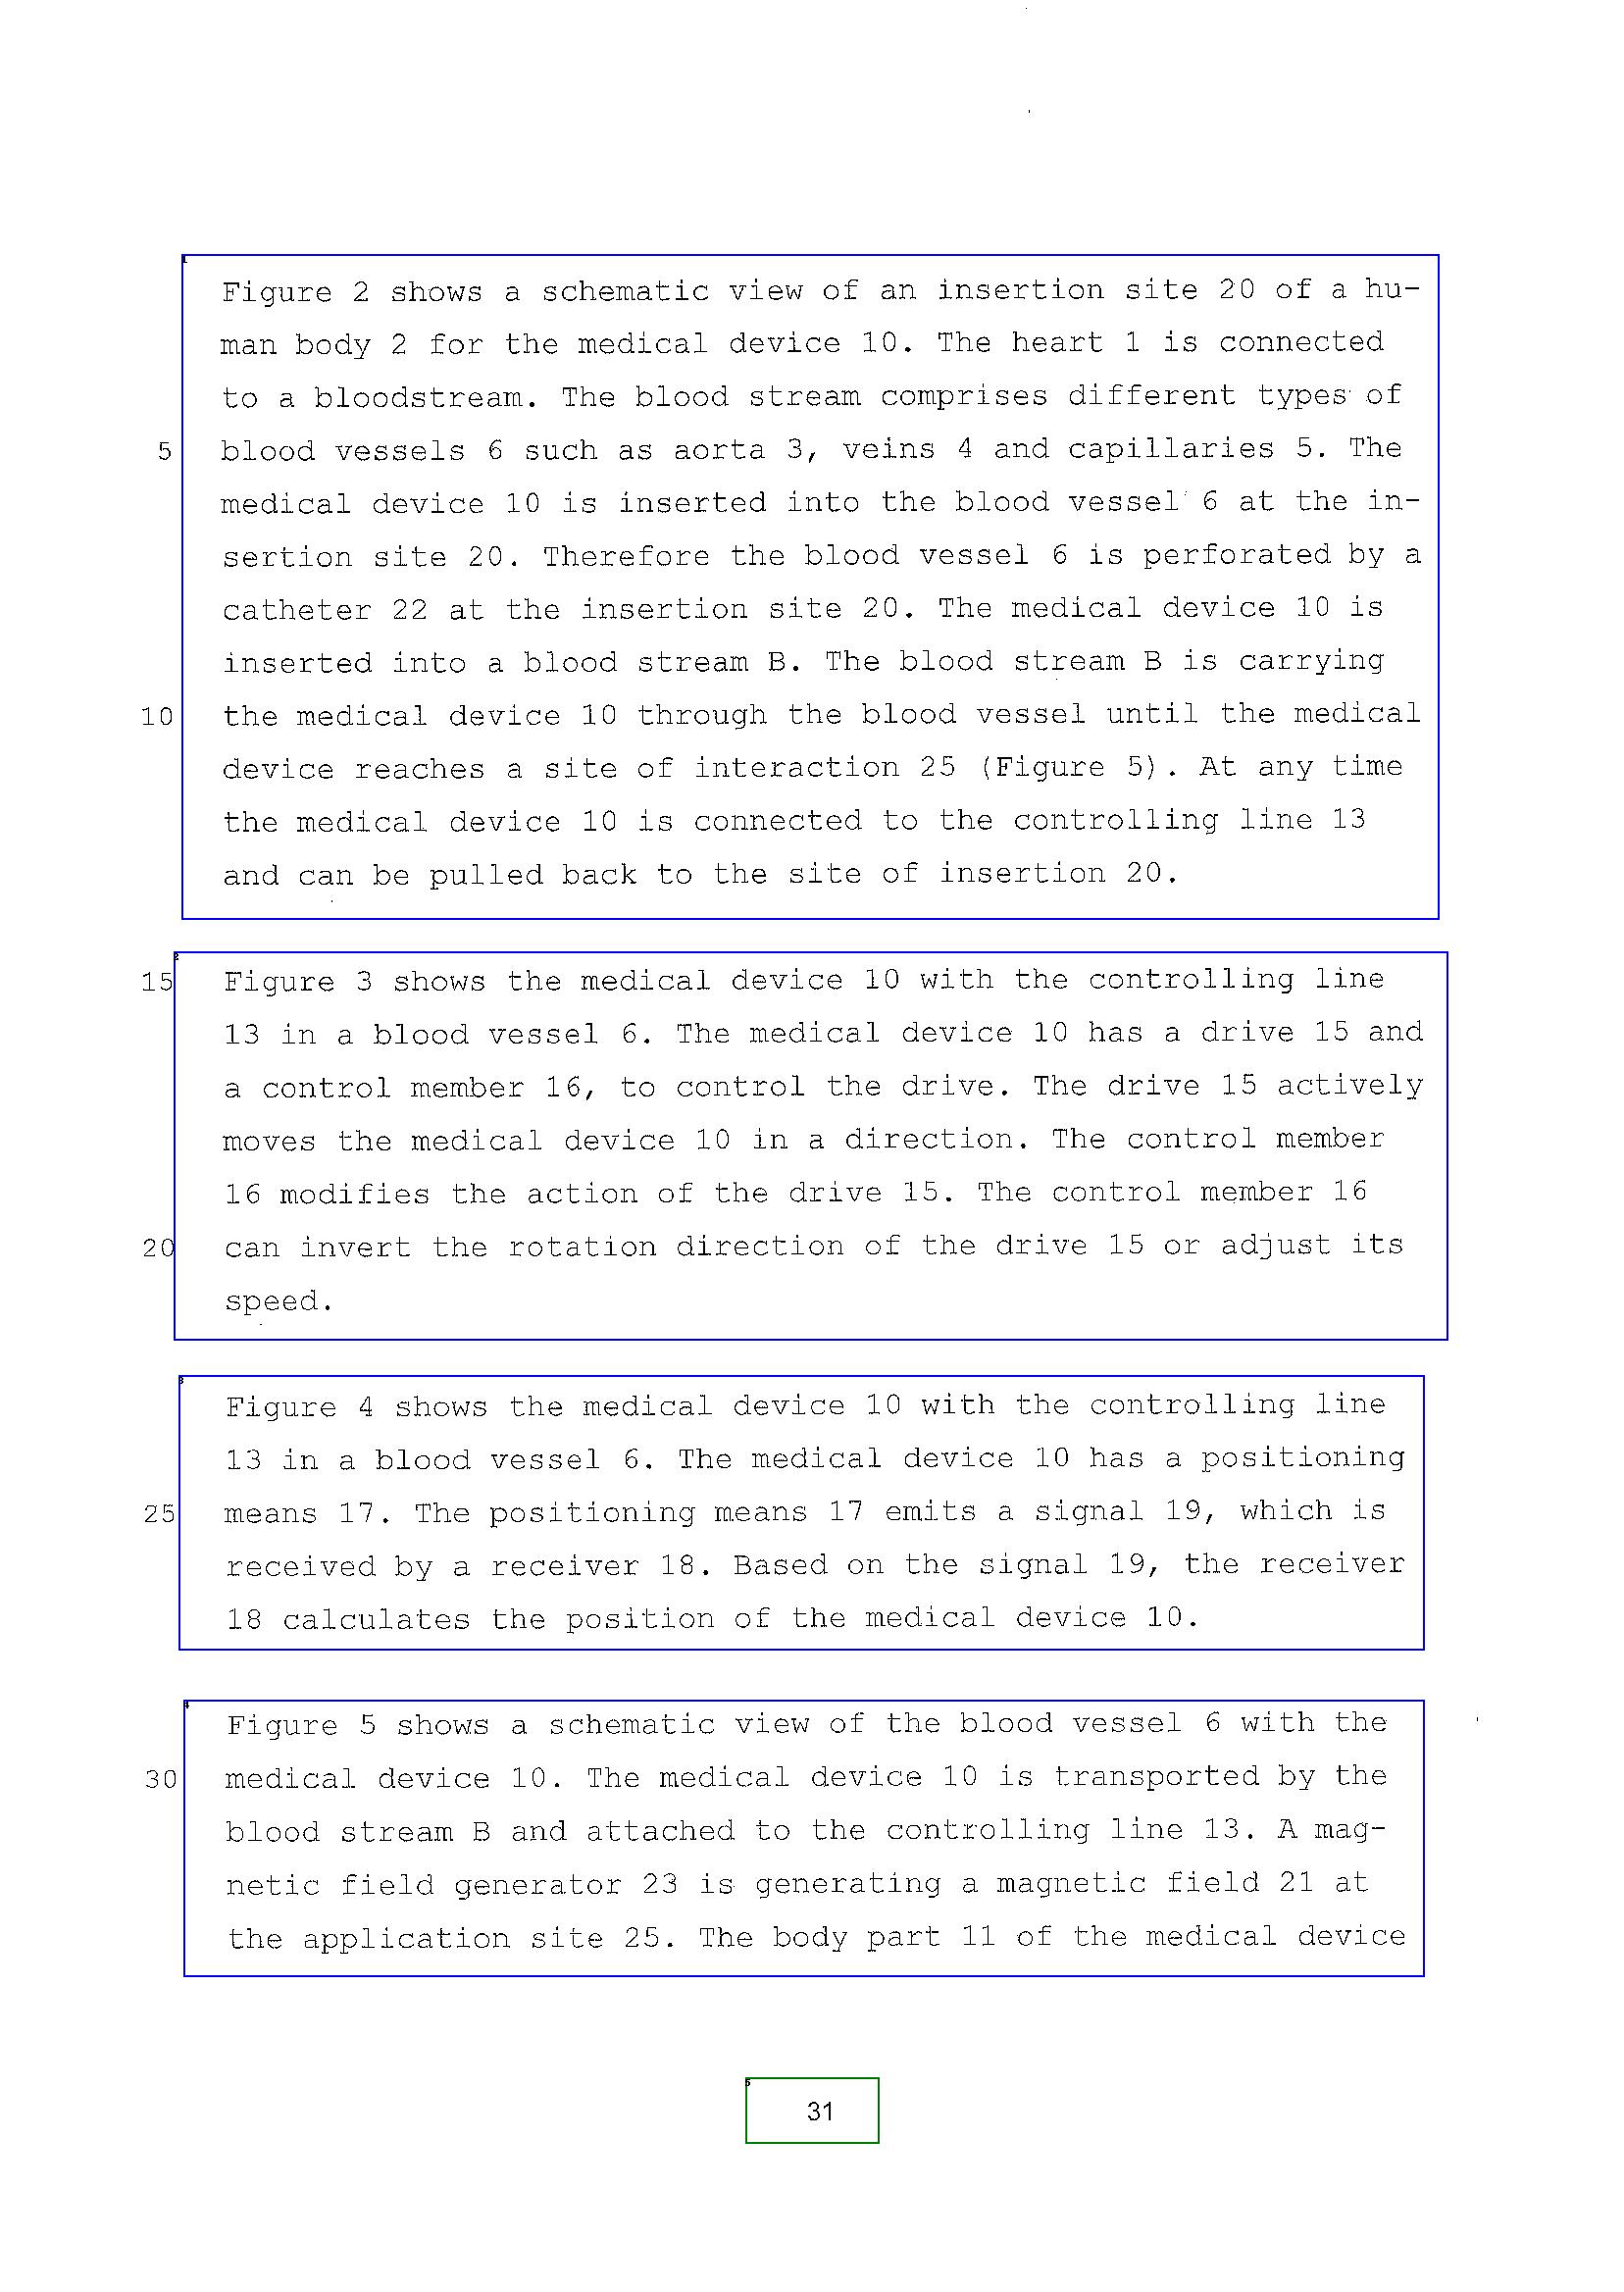 Figure 2 shows a schematic view of an insertion site 20 of a hu-
man body 2 for the medical device 10. The heart 1 is connected
to a bloodstream. The blood stream comprises different types of
5 blood vessels 6 such as aorta 3, veins 4 and capillaries 5. The
medical device 10 is inserted into the blood vessel 6 at the in-
sertion site 20. Therefore the blood vessel 6 is perforated by a
catheter 22 at the insertion site 20. The medical device 10 is
inserted into a blood stream B. The blood stream B is carrying
10 the medical device 10 through the blood vessel until the medical
device reaches a site of interaction 25 (Figure 5). At any time
the medical device 10 is connected to the controlling line 13
and can be pulled back to the site of insertion 20.
15 Figure 3 shows the medical device 10 with the controlling line
13 in a blood vessel 6. The medical device 10 has a drive 15 and
a control member 16, to control the drive. The drive 15 actively
moves the medical device 10 in a direction. The control member
16 modifies the action of the drive 15. The control member 16
20 can invert the rotation direction of the drive 15 or adjust its
speed.
Figure 4 shows the medical device 10 with the controlling line
13 in a blood vessel 6. The medical device 10 has a positioning
25 means 17. The positioning means 17 emits a signal 19, which is
received by a receiver 18. Based on the signal 19, the receiver
18 calculates the position of the medical device 10.
Figure 5 shows a schematic view of the blood vessel 6 with the
30 medical device 10. The medical device 10 is transported by the
blood stream B and attached to the controlling line 13. A mag-
netic field generator 23 is generating a magnetic field 21 at
the application site 25. The body part 11 of the medical device
31